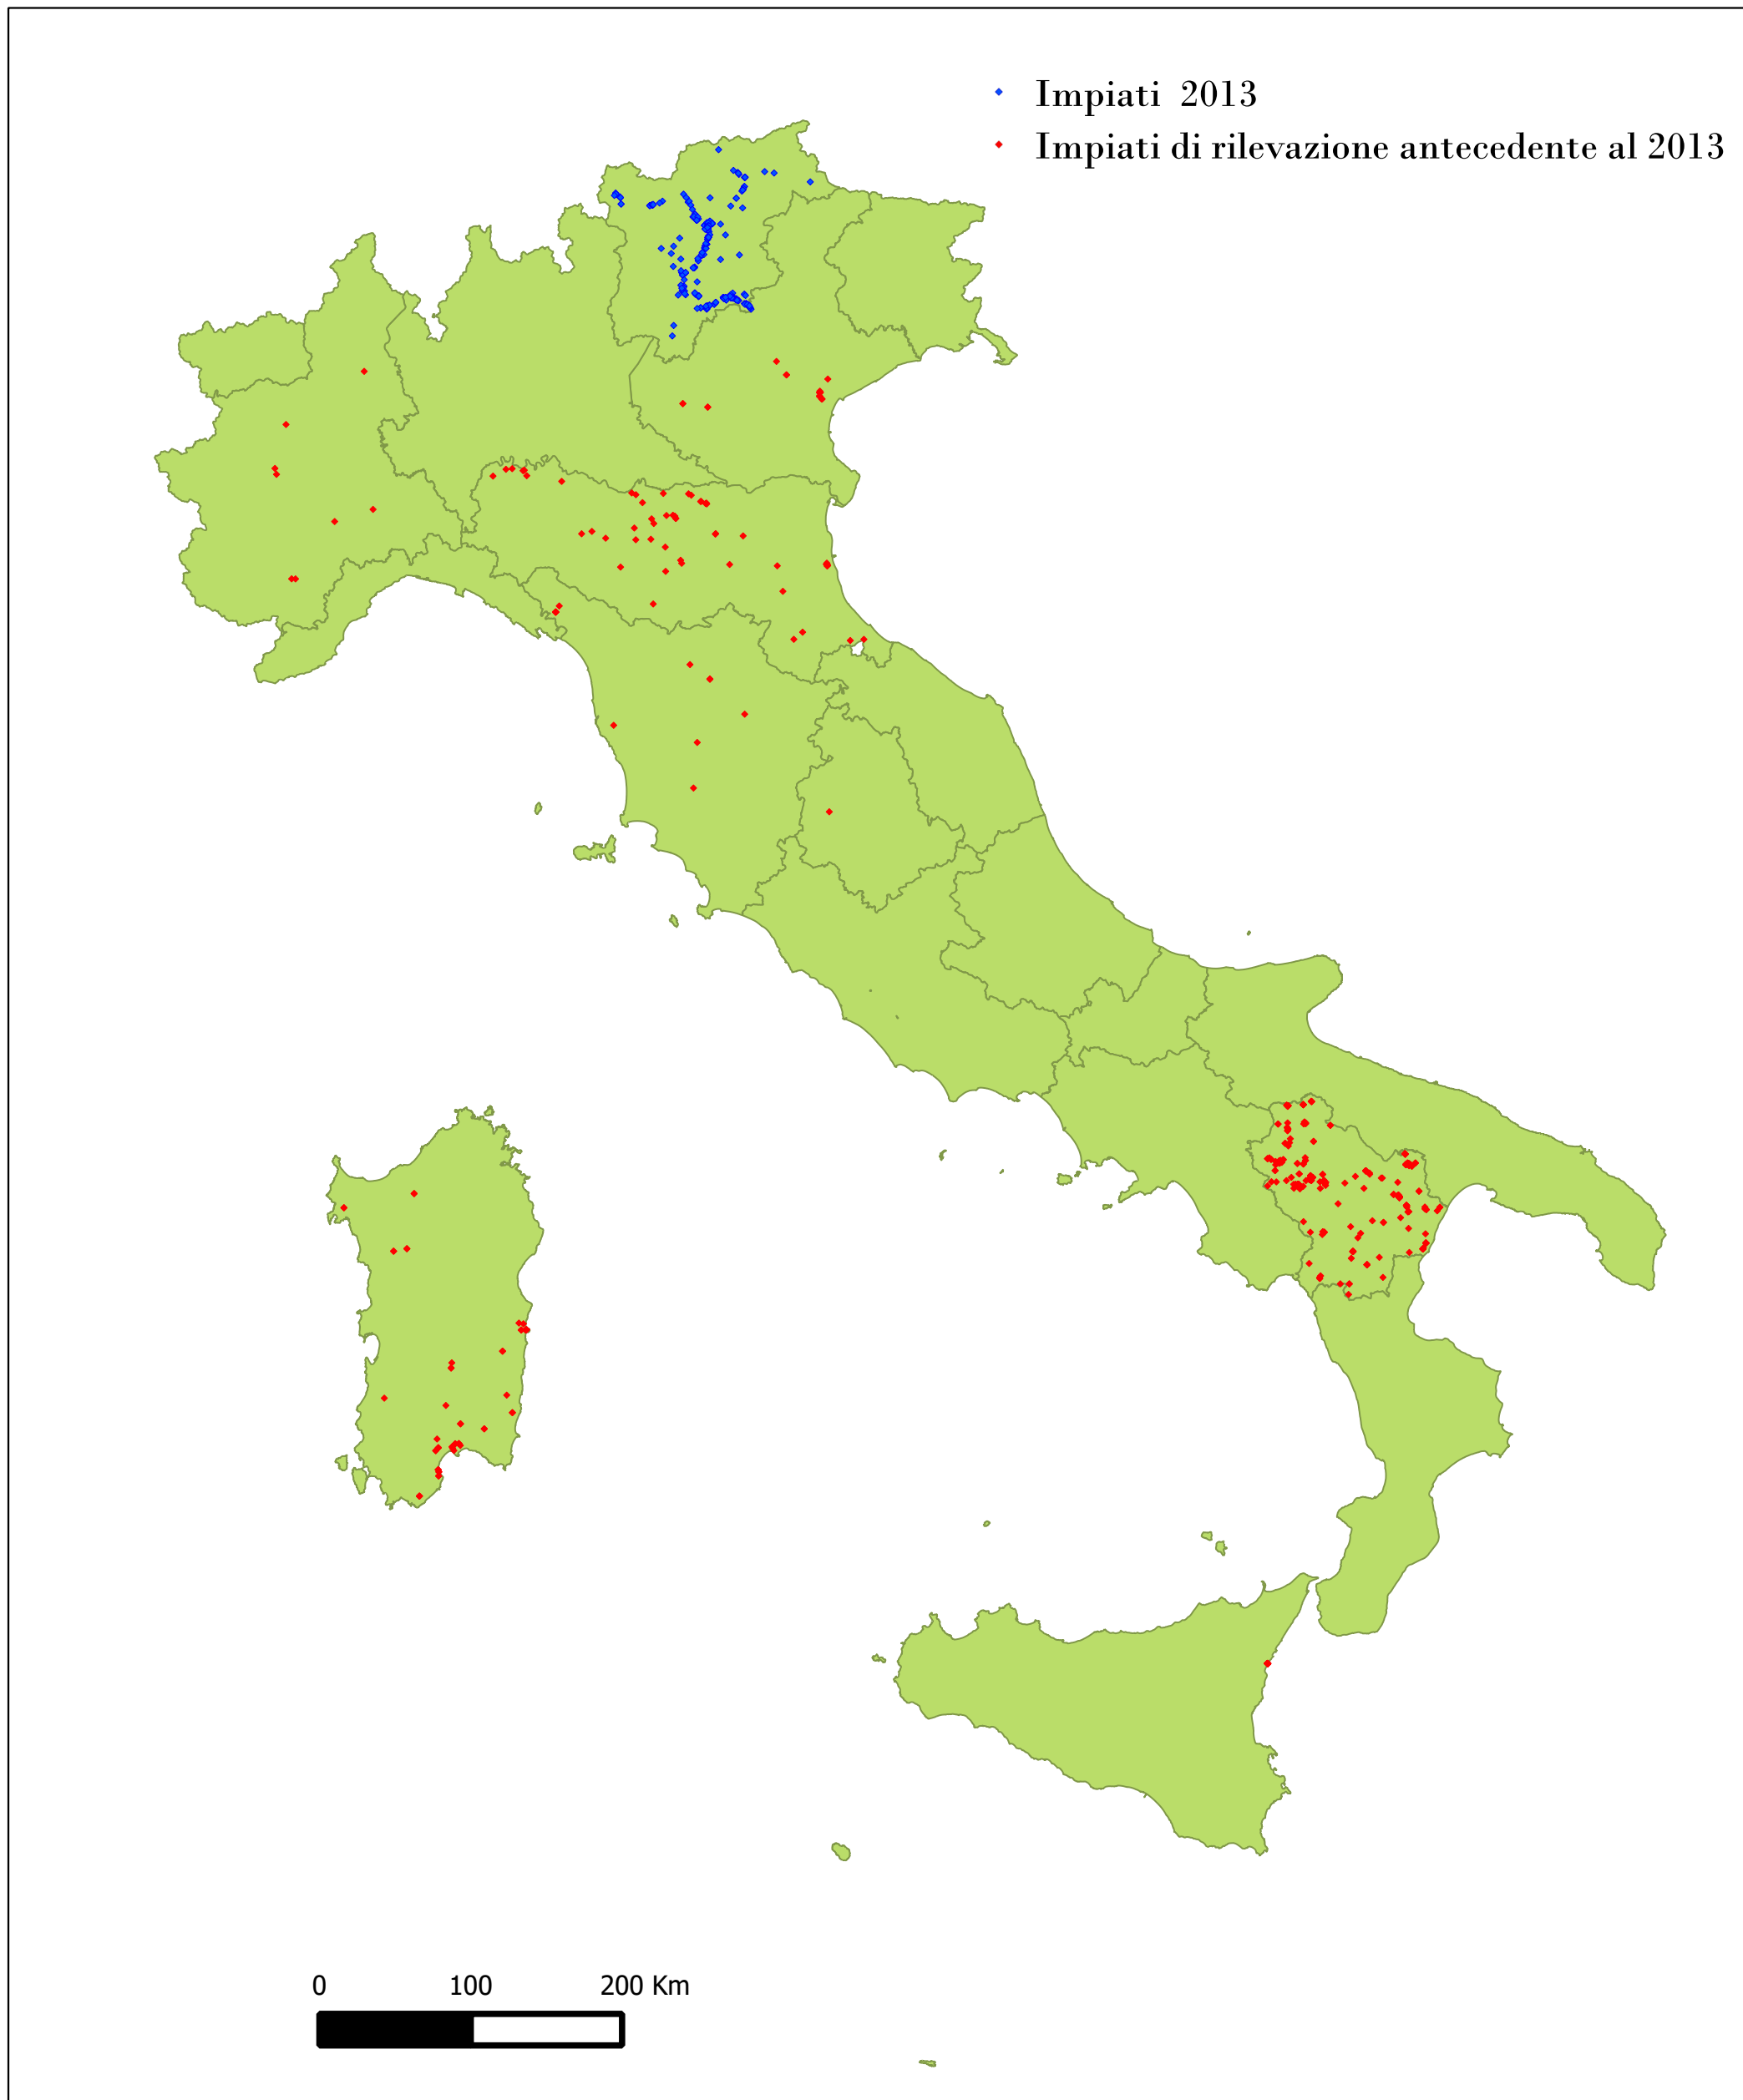 Impiati 2013
Impiati di rilevazione antecedente al 2013
0 100 200 Km